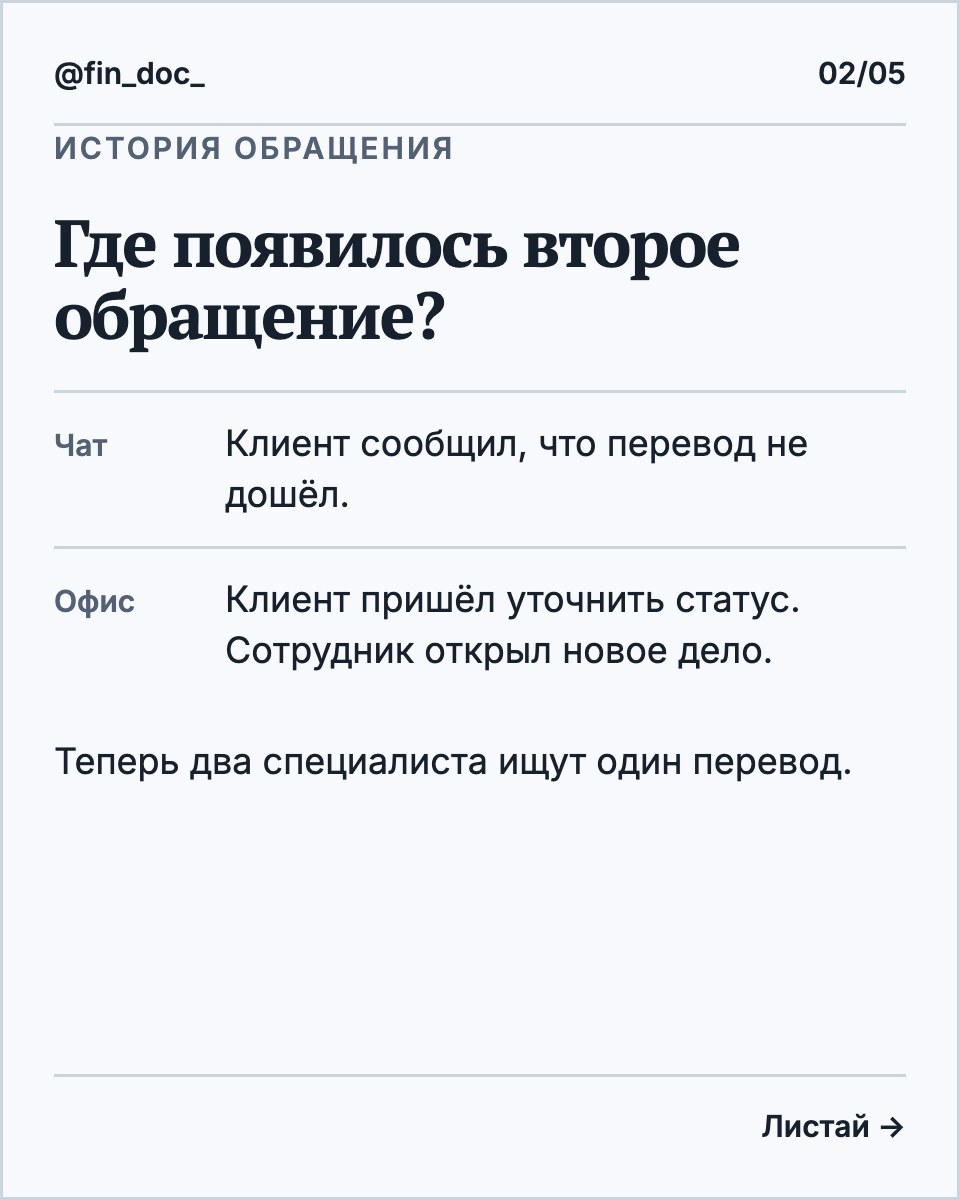 @fin_doc_
02/05
ИСТОРИЯ ОБРАЩЕНИЯ
Где появилось второе
обращение?
Чат
Клиент сообщил, что перевод не
дошёл.
Офис
Клиент пришёл уточнить статус.
Сотрудник открыл новое дело.
Теперь два специалиста ищут один перевод.
Листай →